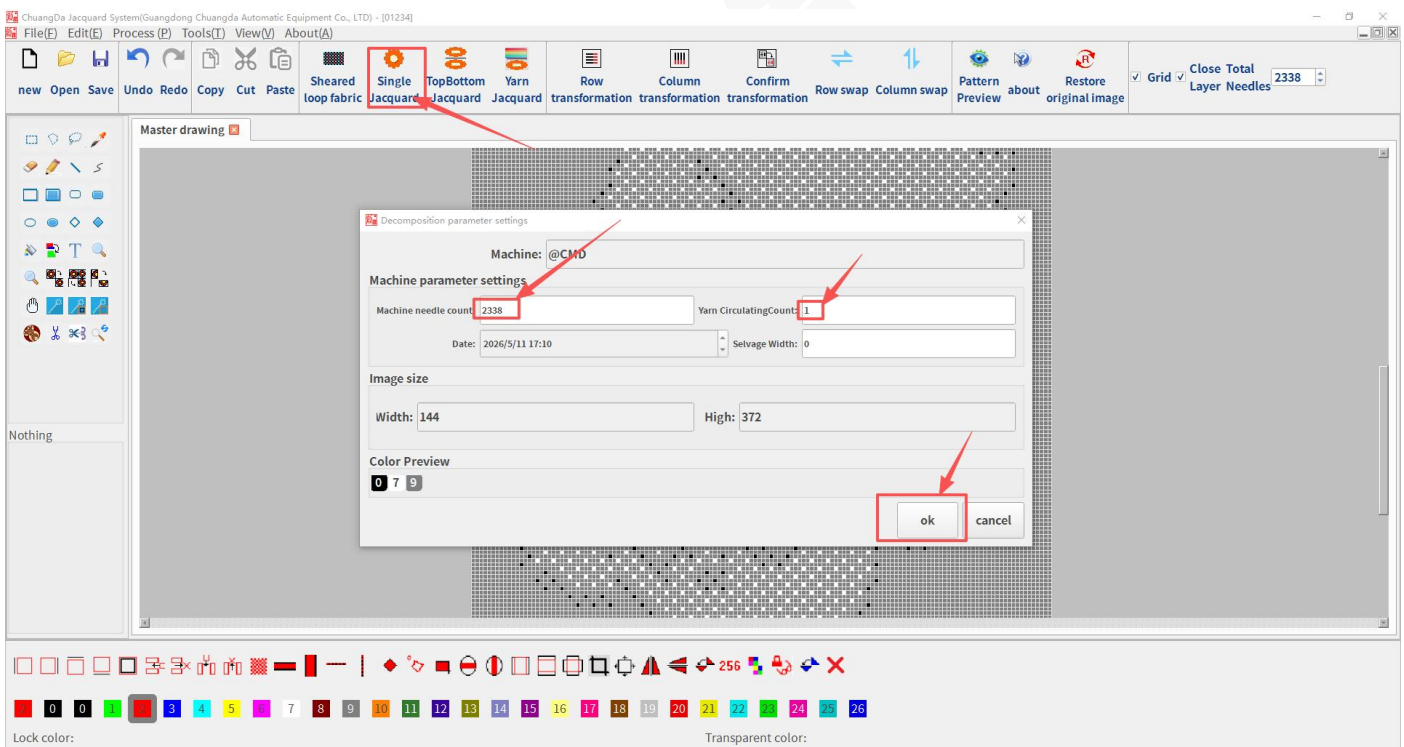 ChuangDa Jacquard System(Guangdong Chuangda Automatic Equipment Co., LTD) - [01234]
File(F) Edit(E) Process (P) Tools(T) View(V) About(A)
new Open Save Undo Redo Copy Cut Paste
Sheared loop fabric
Single Jacquard
TopBottom Jacquard
Yarn Jacquard
Row transformation
Column transformation
Confirm transformation
Row swap Column swap
Pattern Preview
about
Restore original image
Grid
Close Layer
Total Needles
2338
Master drawing
Decomposition parameter settings
Machine: @CMD
Machine parameter settings
Machine needle count: 2338
Yarn CirculatingCount: 1
Date: 2026/5/11 17:10
Selvage Width: 0
Image size
Width: 144
High: 372
Color Preview
0 7 9
ok cancel
Nothing
256
0 0 1 2 3 4 5 6 7 8 9 10 11 12 13 14 15 16 17 18 19 20 21 22 23 24 25 26
Lock color:
Transparent color: